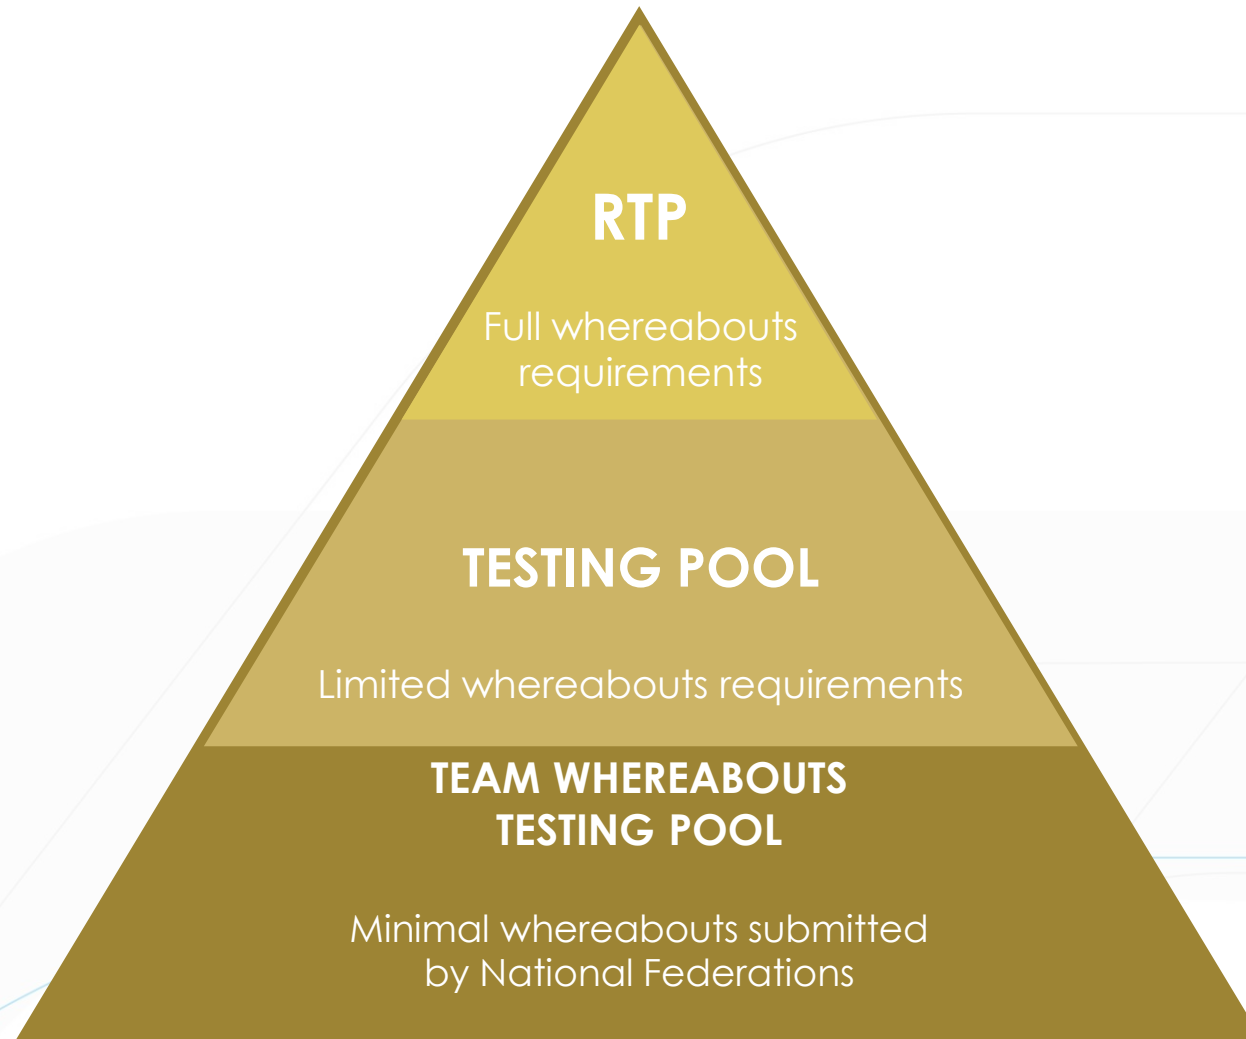 RTP
Full whereabouts
requirements
TESTING POOL
Limited whereabouts requirements
TEAM WHEREABOUTS
TESTING POOL
Minimal whereabouts submitted
by National Federations